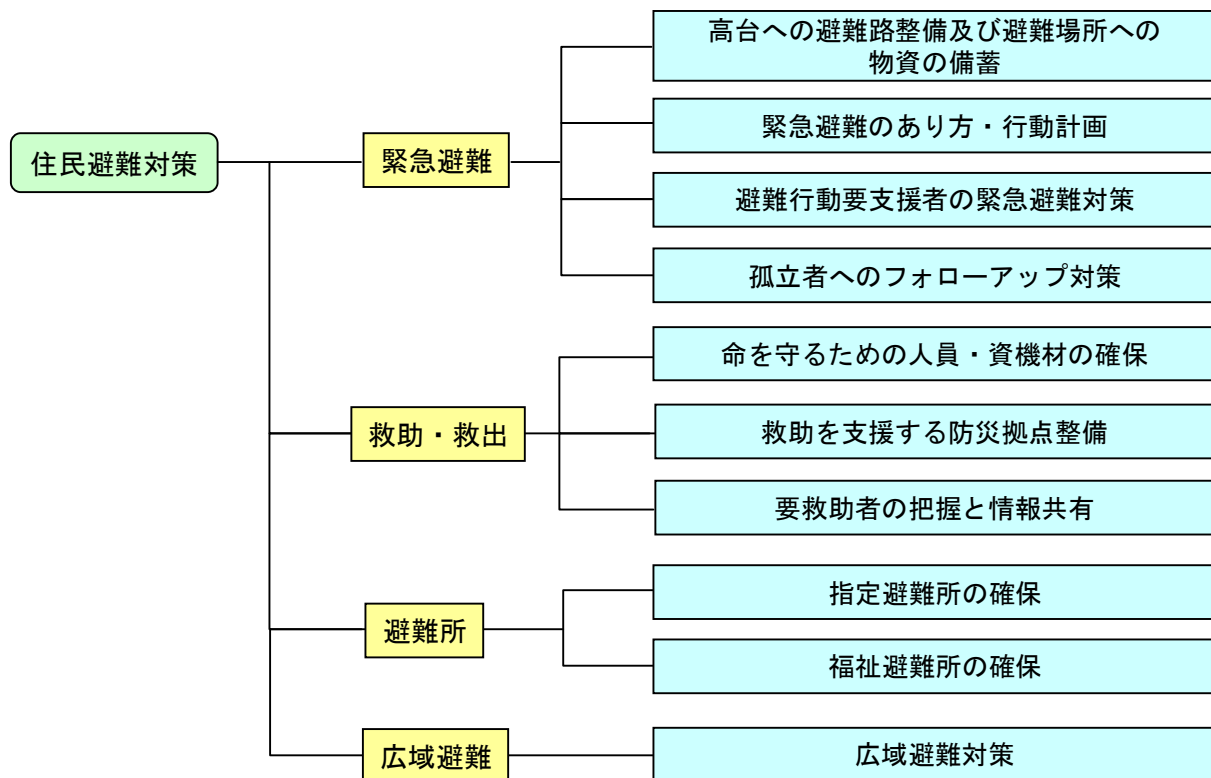 住民避難対策
緊急避難
高台への避難路整備及び避難場所への
物資の備蓄
緊急避難のあり方・行動計画
避難行動要支援者の緊急避難対策
孤立者へのフォローアップ対策
救助・救出
命を守るための人員・資機材の確保
救助を支援する防災拠点整備
要救助者の把握と情報共有
避難所
指定避難所の確保
福祉避難所の確保
広域避難
広域避難対策